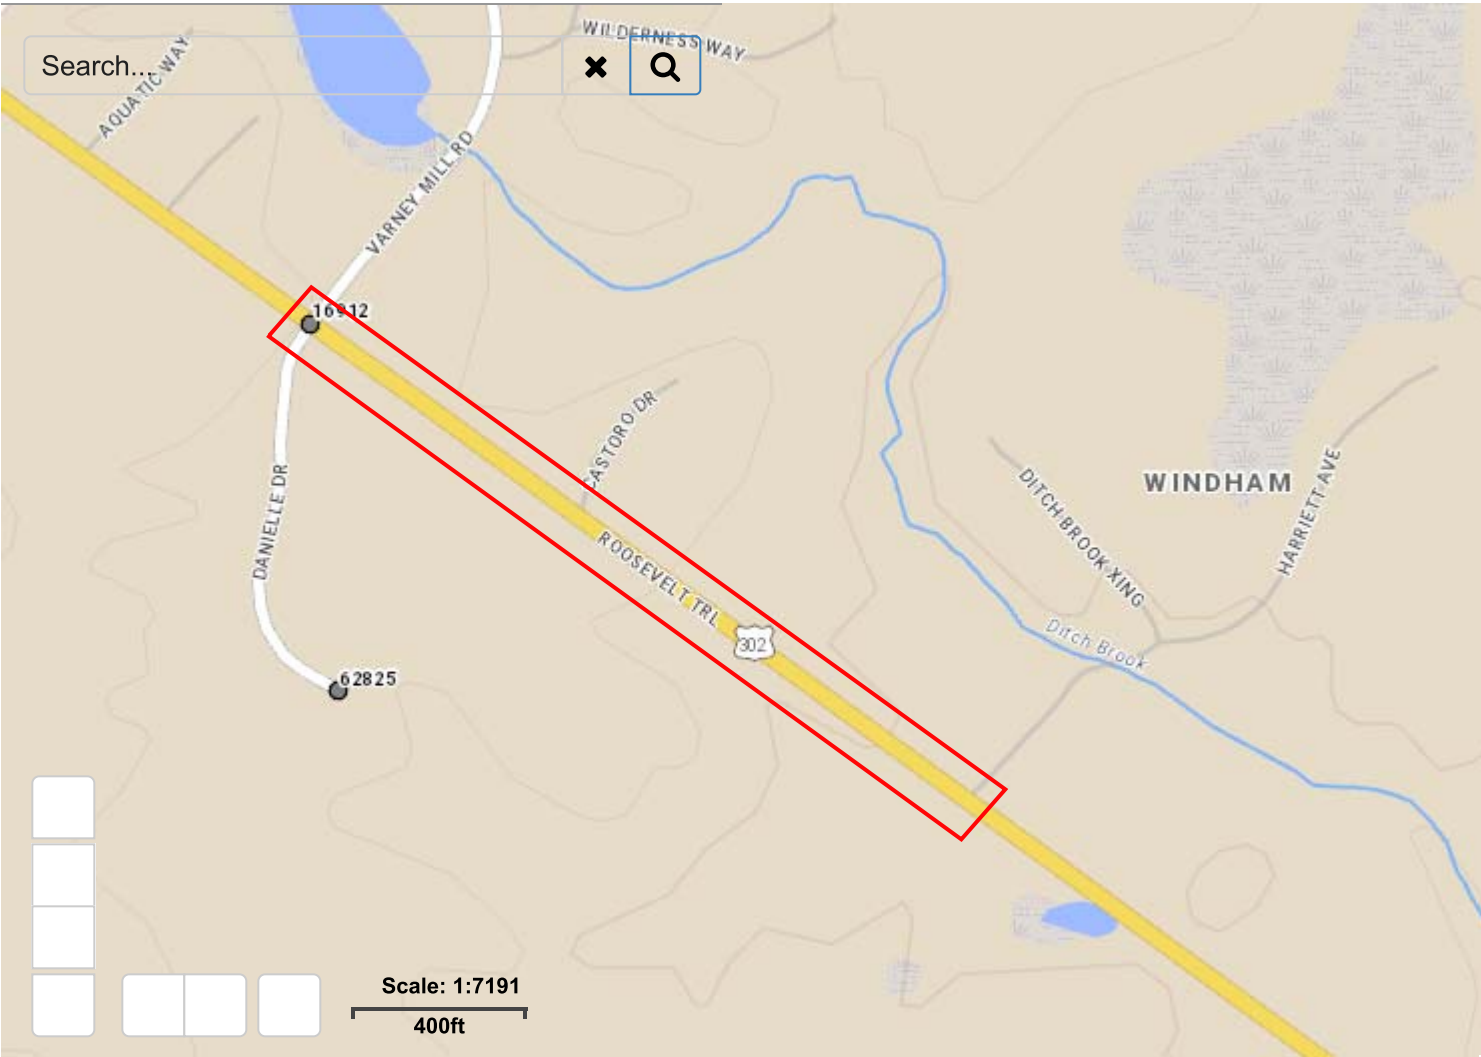 WILDERNESS WAY
Search...
AQUATIC WAY
VARNEY MILL RD
16912
CASTORO DR
DANIELLE DR
WINDHAM
HARRIETT AVE
DITCH BROOK XING
ROOSEVELT TRL
302
Ditch Brook
62825
Scale: 1:7191
400ft